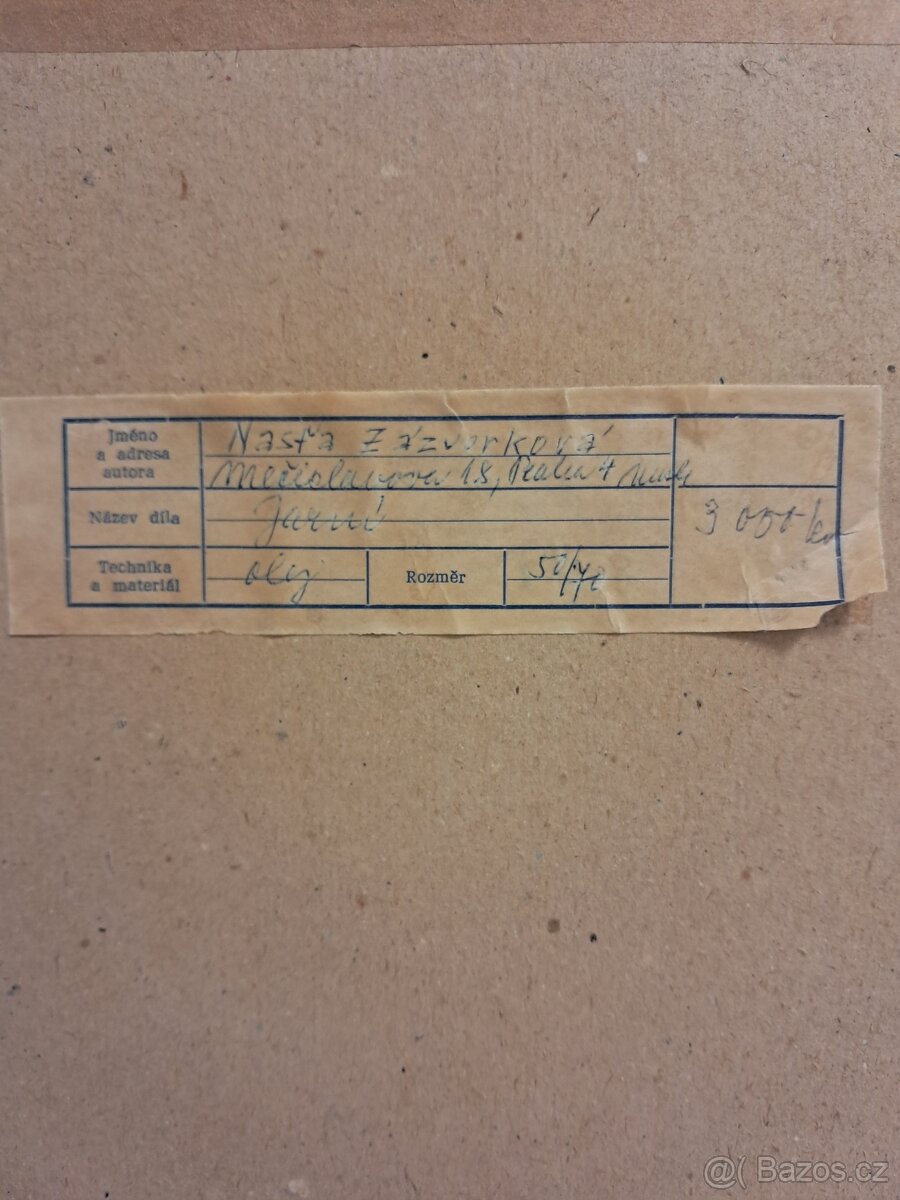 Jméno
a adresa
autora
Nasťa Zázvorková
Mečislavova 18, Praha 4 Nusle
Název díla
Jarní
3 000 kčs
Technika
a materiál
olej
Rozměr
50/70
@( Bazos.cz